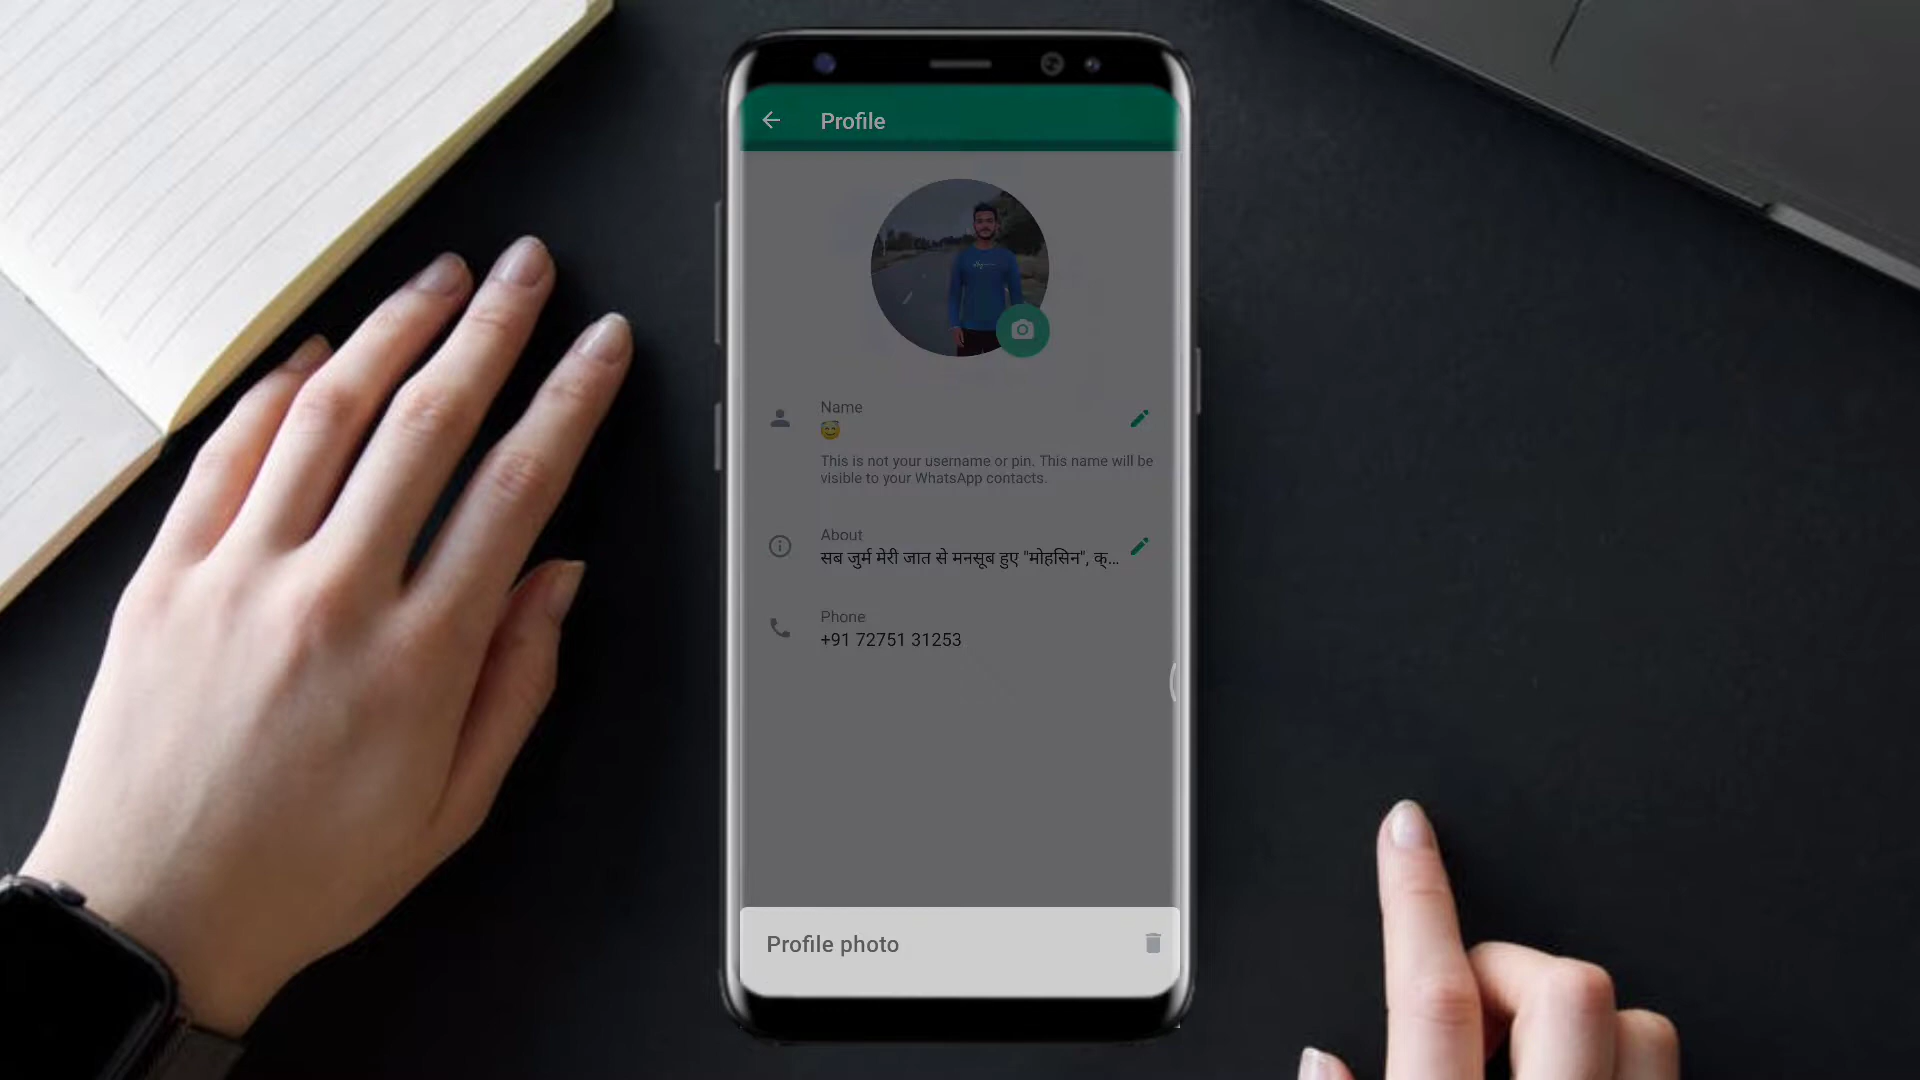 Profile
Name
😇
This is not your username or pin. This name will be
visible to your WhatsApp contacts.
About
सब जुर्म मेरी जात से मनसूब हुए "मोहसिन", क्...
Phone
+91 72751 31253
Profile photo